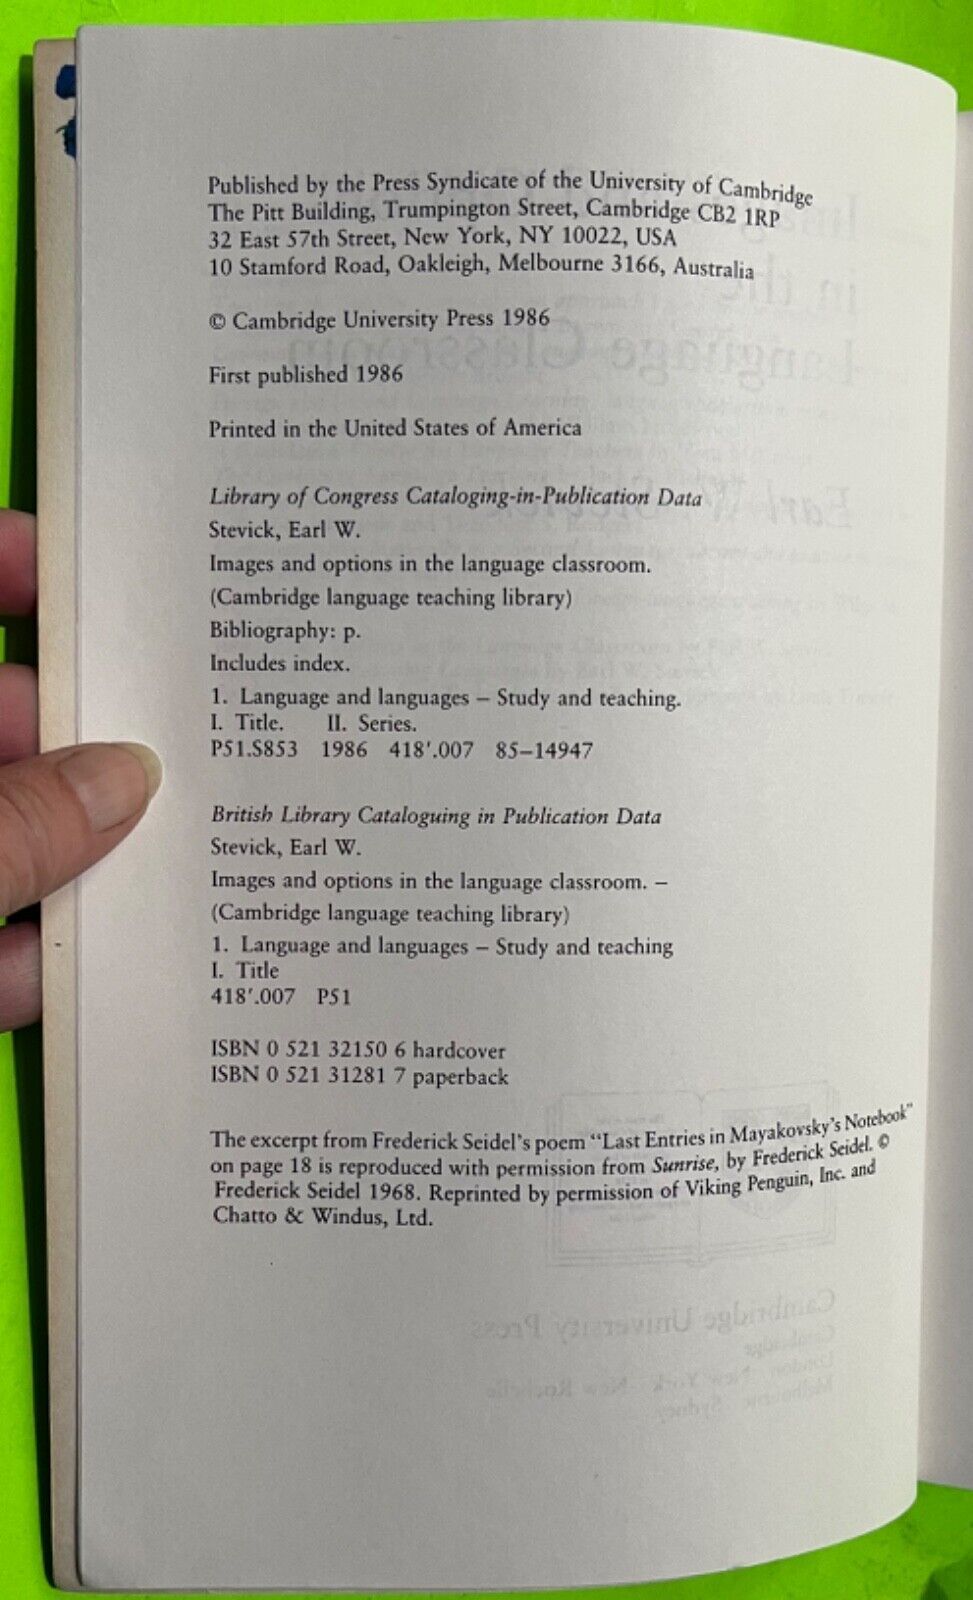 Published by the Press Syndicate of the University of Cambridge
The Pitt Building, Trumpington Street, Cambridge CB2 1RP
32 East 57th Street, New York, NY 10022, USA
10 Stamford Road, Oakleigh, Melbourne 3166, Australia
© Cambridge University Press 1986
First published 1986
Printed in the United States of America
Library of Congress Cataloging-in-Publication Data
Stevick, Earl W.
Images and options in the language classroom.
(Cambridge language teaching library)
Bibliography: p.
Includes index.
1. Language and languages – Study and teaching.
I. Title. II. Series.
P51.S853 1986 418'.007 85–14947
British Library Cataloguing in Publication Data
Stevick, Earl W.
Images and options in the language classroom. –
(Cambridge language teaching library)
1. Language and languages – Study and teaching
I. Title
418'.007 P51
ISBN 0 521 32150 6 hardcover
ISBN 0 521 31281 7 paperback
The excerpt from Frederick Seidel's poem "Last Entries in Mayakovsky's Notebook"
on page 18 is reproduced with permission from Sunrise, by Frederick Seidel. ©
Frederick Seidel 1968. Reprinted by permission of Viking Penguin, Inc. and
Chatto & Windus, Ltd.